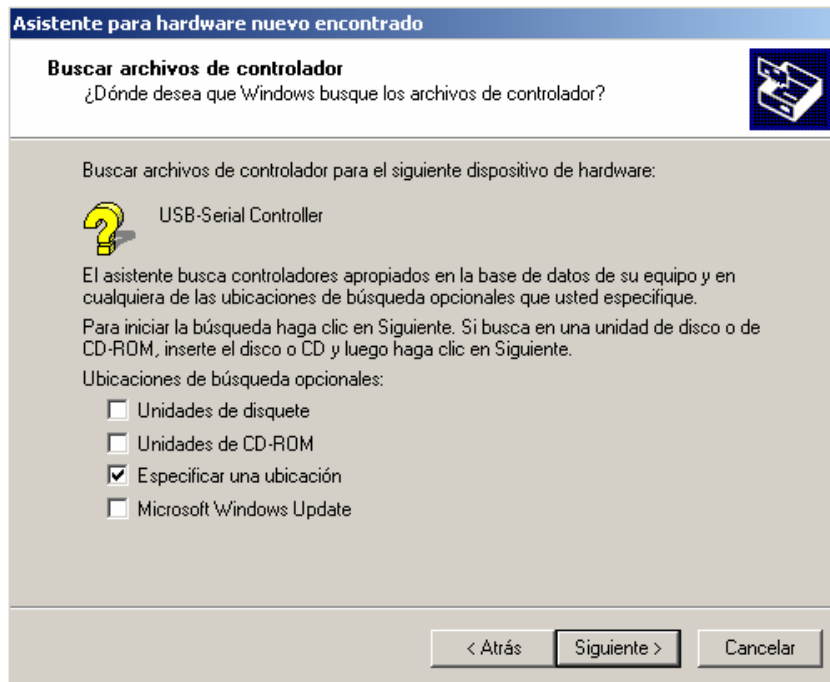 Asistente para hardware nuevo encontrado
Buscar archivos de controlador
¿Dónde desea que Windows busque los archivos de controlador?
Buscar archivos de controlador para el siguiente dispositivo de hardware:
USB-Serial Controller
El asistente busca controladores apropiados en la base de datos de su equipo y en
cualquiera de las ubicaciones de búsqueda opcionales que usted especifique.
Para iniciar la búsqueda haga clic en Siguiente. Si busca en una unidad de disco o de
CD-ROM, inserte el disco o CD y luego haga clic en Siguiente.
Ubicaciones de búsqueda opcionales:
Unidades de disquete
Unidades de CD-ROM
Especificar una ubicación
Microsoft Windows Update
< Atrás Siguiente > Cancelar